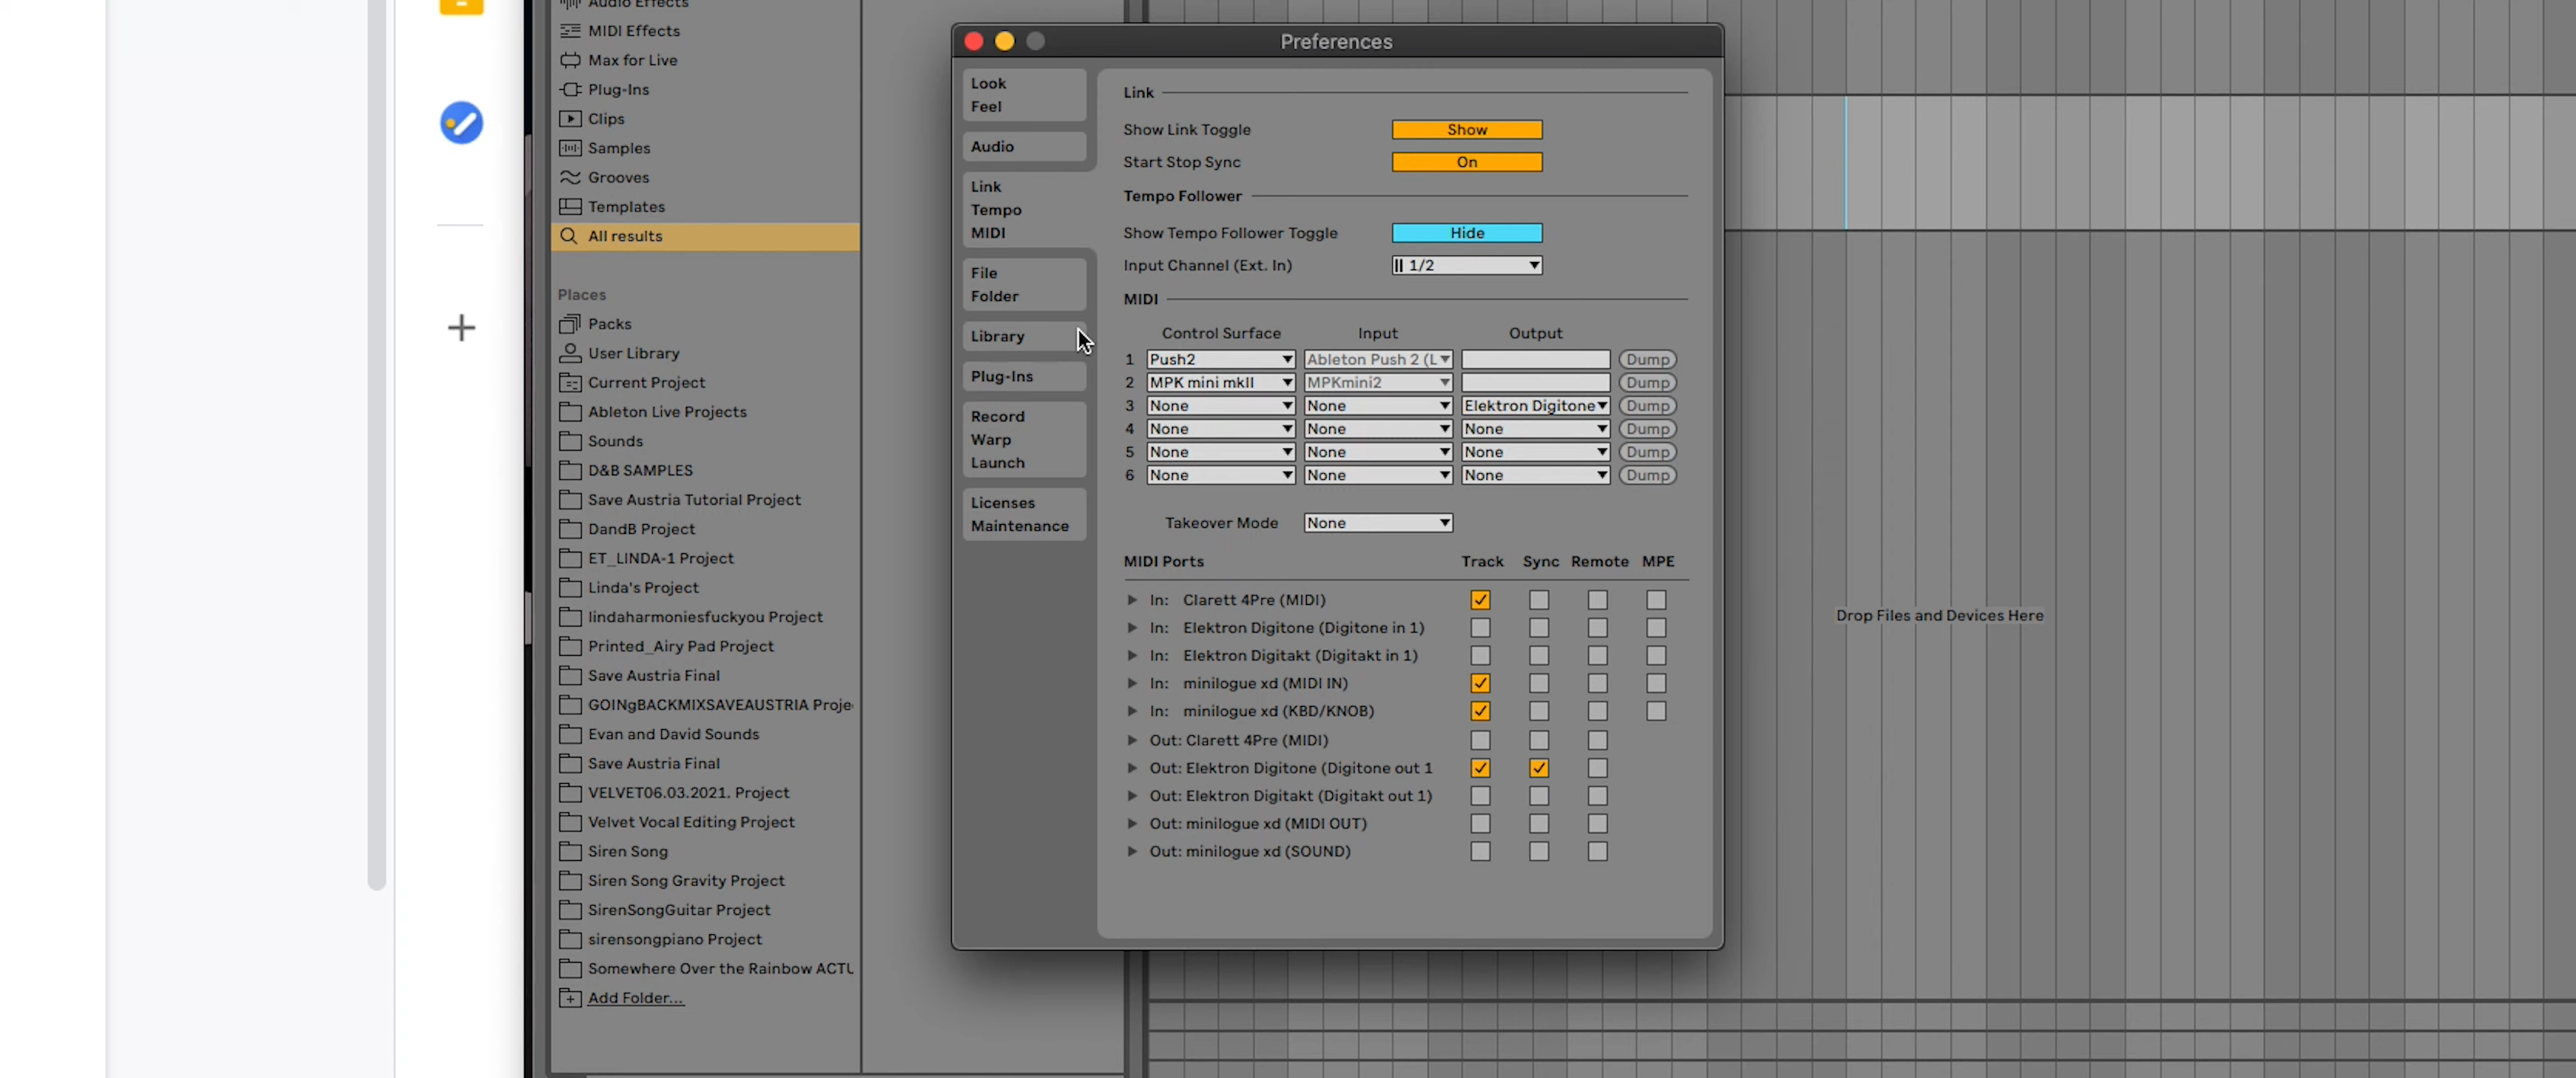 Audio Effects
MIDI Effects
Max for Live
Plug-Ins
Clips
Samples
Grooves
Templates
All results
Places
Packs
User Library
Current Project
Ableton Live Projects
Sounds
D&B SAMPLES
Save Austria Tutorial Project
DandB Project
ET_LINDA-1 Project
Linda's Project
lindaharmoniesfuckyou Project
Printed_Airy Pad Project
Save Austria Final
GOINgBACKMIXSAVEAUSTRIA Proje
Evan and David Sounds
Save Austria Final
VELVET06.03.2021. Project
Velvet Vocal Editing Project
Siren Song
Siren Song Gravity Project
SirenSongGuitar Project
sirensongpiano Project
Somewhere Over the Rainbow ACTU
Add Folder...
Preferences
Look
Feel
Audio
Link
Tempo
MIDI
File
Folder
Library
Plug-Ins
Record
Warp
Launch
Licenses
Maintenance
Link
Show Link Toggle Show
Start Stop Sync On
Tempo Follower
Show Tempo Follower Toggle Hide
Input Channel (Ext. In) 1/2
MIDI
Control Surface Input Output
1 Push2 Ableton Push 2 (L Dump
2 MPK mini mkII MPKmini2 Dump
3 None None Elektron Digitone Dump
4 None None None Dump
5 None None None Dump
6 None None None Dump
Takeover Mode None
MIDI Ports Track Sync Remote MPE
In: Clarett 4Pre (MIDI)
In: Elektron Digitone (Digitone in 1)
In: Elektron Digitakt (Digitakt in 1)
In: minilogue xd (MIDI IN)
In: minilogue xd (KBD/KNOB)
Out: Clarett 4Pre (MIDI)
Out: Elektron Digitone (Digitone out 1
Out: Elektron Digitakt (Digitakt out 1)
Out: minilogue xd (MIDI OUT)
Out: minilogue xd (SOUND)
Drop Files and Devices Here